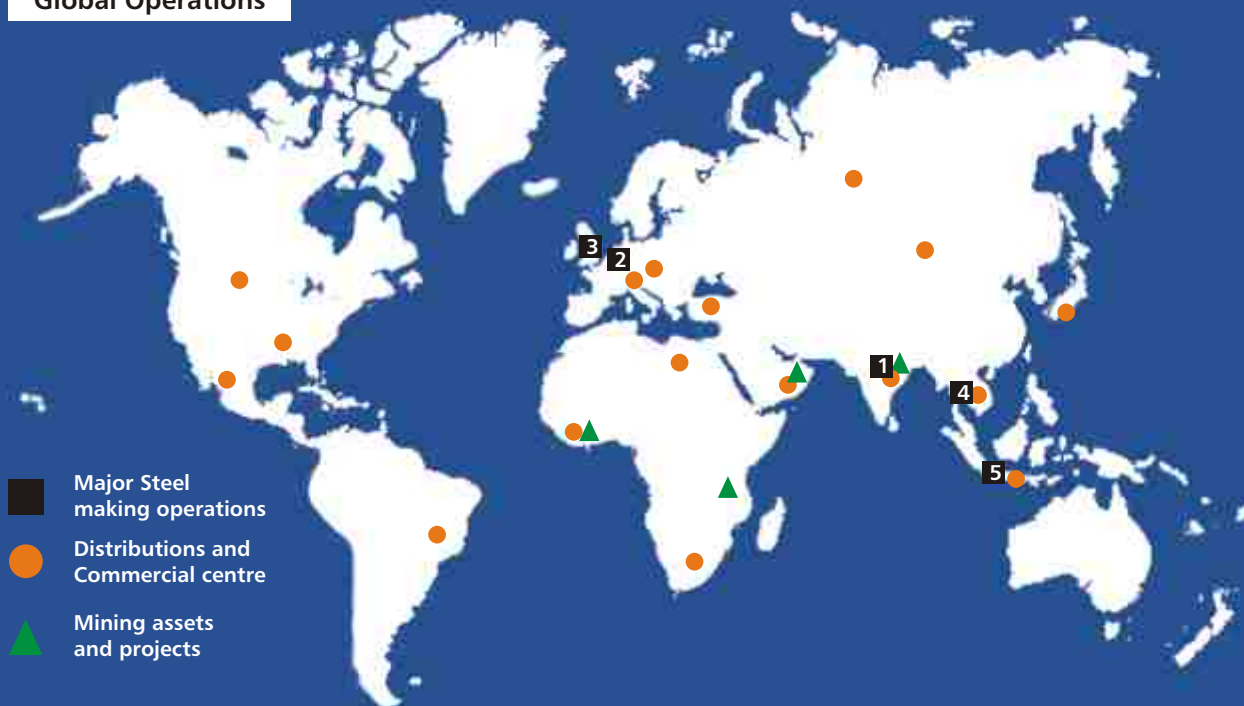 Global Operations
3
2
1
4
5
Major Steel
making operations
Distributions and
Commercial centre
Mining assets
and projects